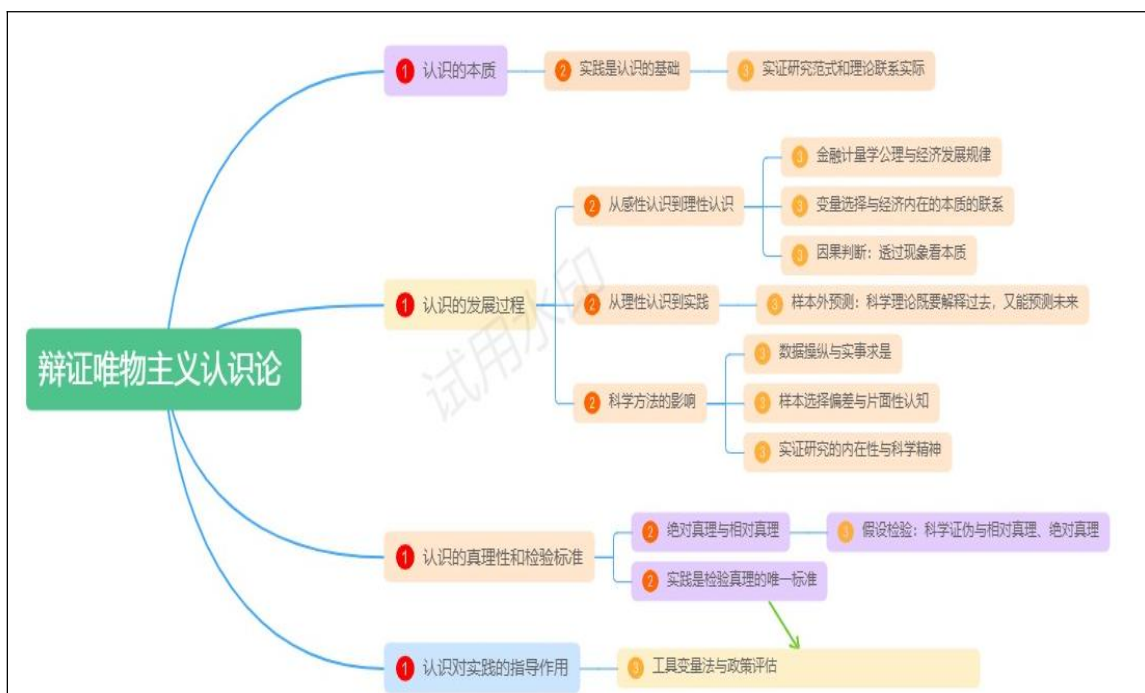 辩证唯物主义认识论
1 认识的本质
2 实践是认识的基础
3 实证研究范式和理论联系实际
1 认识的发展过程
2 从感性认识到理性认识
3 金融计量学公理与经济发展规律
3 变量选择与经济内在的本质的联系
3 因果判断：透过现象看本质
2 从理性认识到实践
3 样本外预测：科学理论既要解释过去，又能预测未来
2 科学方法的影响
3 数据操纵与实事求是
3 样本选择偏差与片面性认知
3 实证研究的内在性与科学精神
1 认识的真理性和检验标准
2 绝对真理与相对真理
3 假设检验：科学证伪与相对真理、绝对真理
2 实践是检验真理的唯一标准
1 认识对实践的指导作用
3 工具变量法与政策评估
试用水印